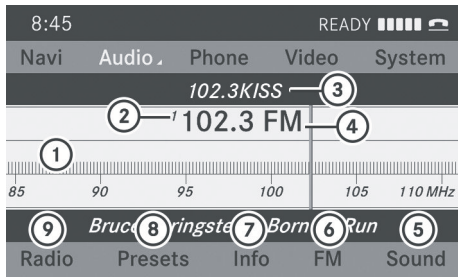 8:45 READY
Navi Audio Phone Video System
102.3KISS 3
2 1 102.3 FM 4
1
85 90 95 100 105 110 MHz
9 8 7 6 5
Born Run
Radio Presets Info FM Sound